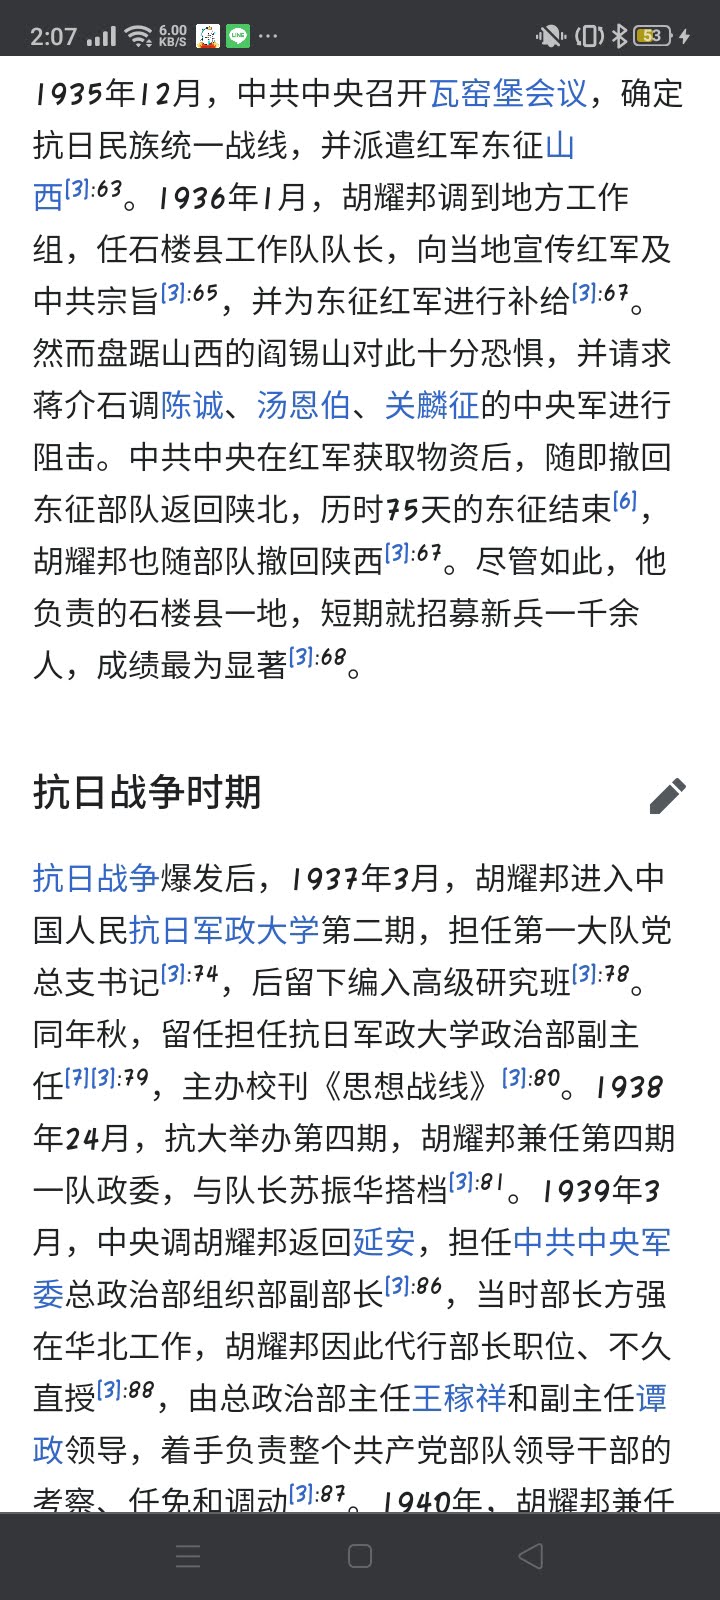 2:07 6.00 KB/S LINE ... 53
1935年12月，中共中央召开瓦窑堡会议，确定
抗日民族统一战线，并派遣红军东征山
西[3]:63。1936年1月，胡耀邦调到地方工作
组，任石楼县工作队队长，向当地宣传红军及
中共宗旨[3]:65，并为东征红军进行补给[3]:67。
然而盘踞山西的阎锡山对此十分恐惧，并请求
蒋介石调陈诚、汤恩伯、关麟征的中央军进行
阻击。中共中央在红军获取物资后，随即撤回
东征部队返回陕北，历时75天的东征结束[6]，
胡耀邦也随部队撤回陕西[3]:67。尽管如此，他
负责的石楼县一地，短期就招募新兵一千余
人，成绩最为显著[3]:68。
抗日战争时期
抗日战争爆发后，1937年3月，胡耀邦进入中
国人民抗日军政大学第二期，担任第一大队党
总支书记[3]:74，后留下编入高级研究班[3]:78。
同年秋，留任担任抗日军政大学政治部副主
任[7][3]:79，主办校刊《思想战线》[3]:80。1938
年24月，抗大举办第四期，胡耀邦兼任第四期
一队政委，与队长苏振华搭档[3]:81。1939年3
月，中央调胡耀邦返回延安，担任中共中央军
委总政治部组织部副部长[3]:86，当时部长方强
在华北工作，胡耀邦因此代行部长职位、不久
直授[3]:88，由总政治部主任王稼祥和副主任谭
政领导，着手负责整个共产党部队领导干部的
考察、任免和调动[3]:87。1940年，胡耀邦兼任